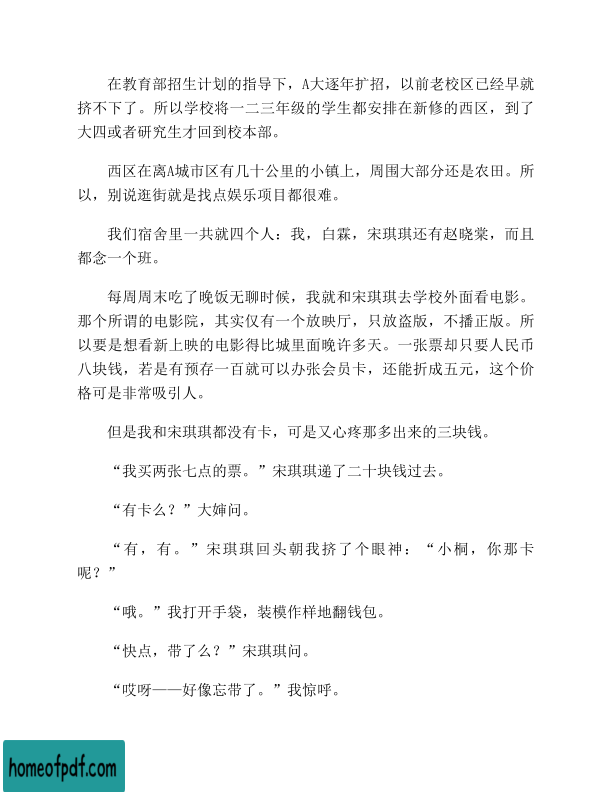 在教育部招生计划的指导下，A大逐年扩招，以前老校区已经早就
挤不下了。所以学校将一二三年级的学生都安排在新修的西区，到了
大四或者研究生才回到校本部。
西区在离A城市区有几十公里的小镇上，周围大部分还是农田。所
以，别说逛街就是找点娱乐项目都很难。
我们宿舍里一共就四个人：我，白霖，宋琪琪还有赵晓棠，而且
都念一个班。
每周周末吃了晚饭无聊时候，我就和宋琪琪去学校外面看电影。
那个所谓的电影院，其实仅有一个放映厅，只放盗版，不播正版。所
以要是想看新上映的电影得比城里面晚许多天。一张票却只要人民币
八块钱，若是有预存一百就可以办张会员卡，还能折成五元，这个价
格可是非常吸引人。
但是我和宋琪琪都没有卡，可是又心疼那多出来的三块钱。
“我买两张七点的票。”宋琪琪递了二十块钱过去。
“有卡么？”大婶问。
“有，有。”宋琪琪回头朝我挤了个眼神：“小桐，你那卡
呢？”
“哦。”我打开手袋，装模作样地翻钱包。
“快点，带了么？”宋琪琪问。
“哎呀——好像忘带了。”我惊呼。
homeofpdf.com